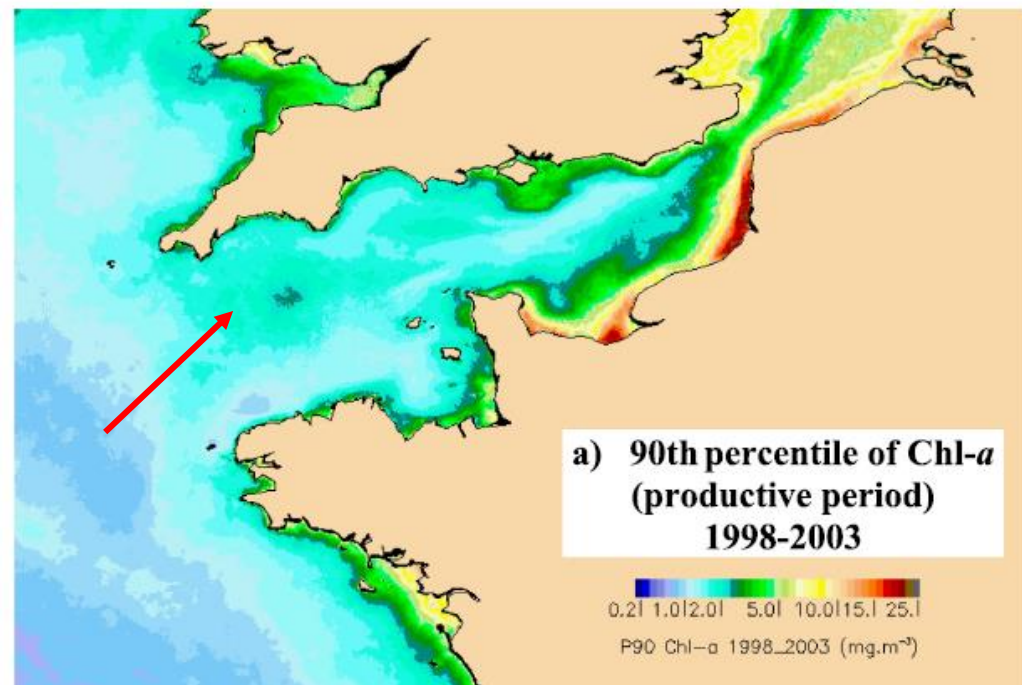 a) 90th percentile of Chl-a
(productive period)
1998-2003
0.2| 1.0|2.0| 5.0| 10.0|15.| 25.|
P90 Chl-a 1998_2003 (mg.m⁻³)